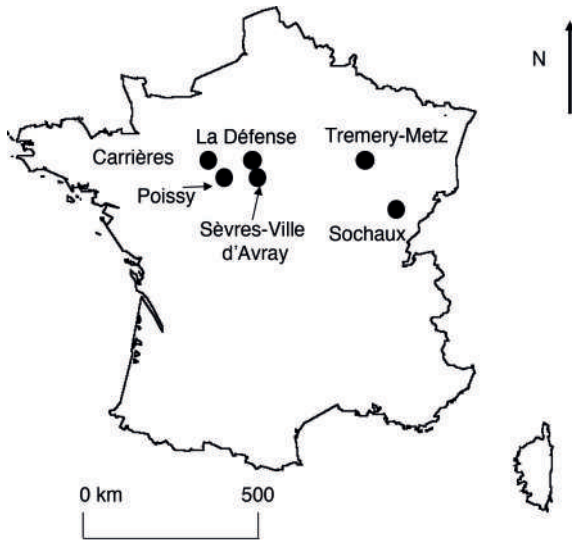 N
La Défense
Tremery-Metz
Carrières
Poissy
Sèvres-Ville
d'Avray
Sochaux
0 km 500